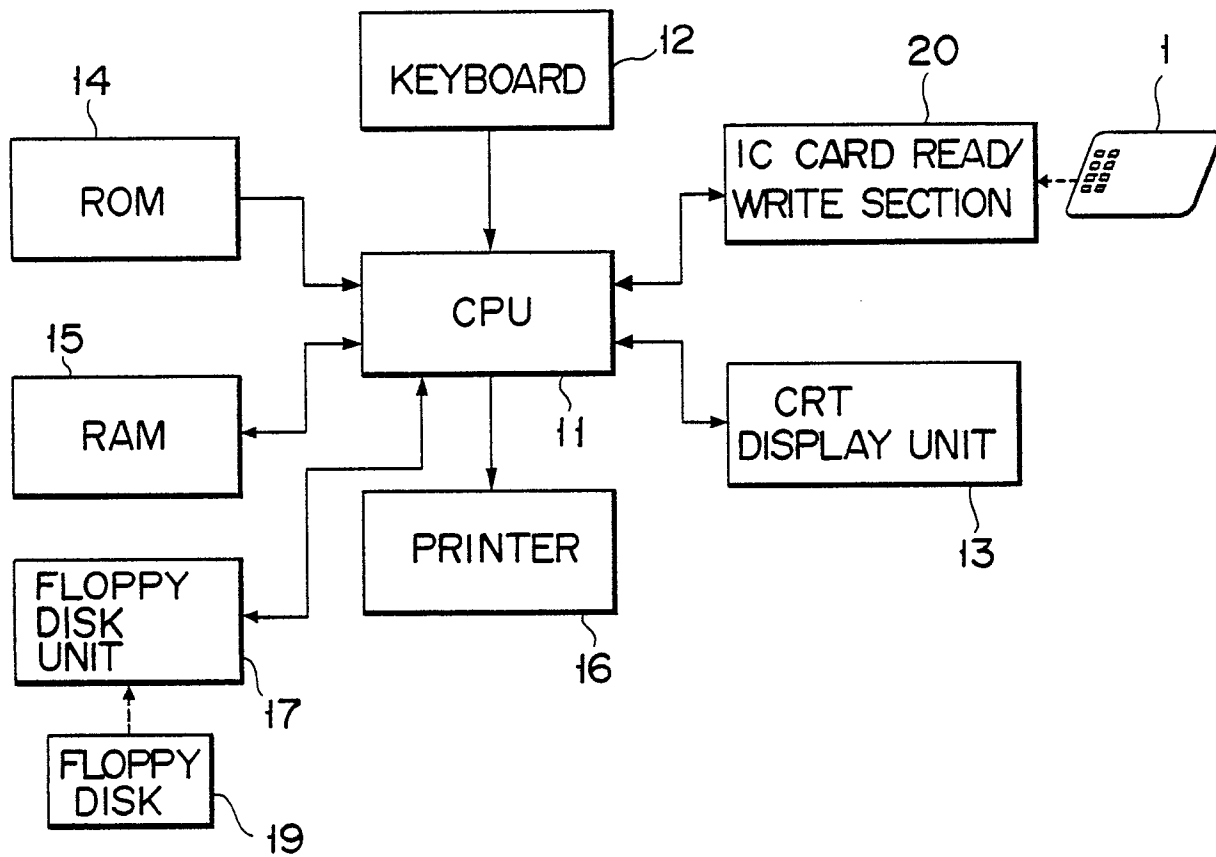 12
KEYBOARD
20
1
14
ROM
IC CARD READ/
WRITE SECTION
CPU
15
RAM
11
CRT
DISPLAY UNIT
13
PRINTER
16
FLOPPY
DISK
UNIT
17
FLOPPY
DISK
19